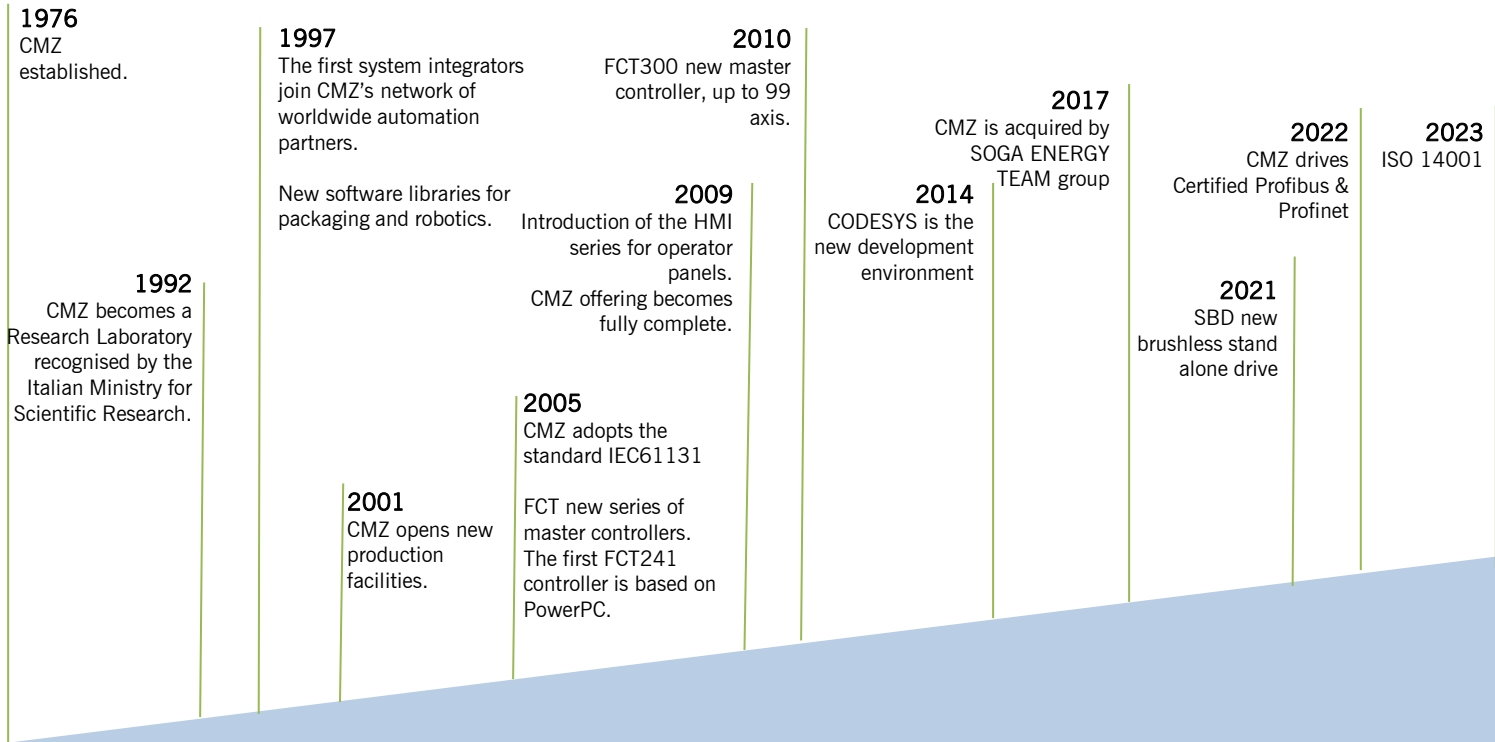 1976
CMZ
established.
1992
CMZ becomes a
Research Laboratory
recognised by the
Italian Ministry for
Scientific Research.
1997
The first system integrators
join CMZ's network of
worldwide automation
partners.
New software libraries for
packaging and robotics.
2001
CMZ opens new
production
facilities.
2005
CMZ adopts the
standard IEC61131
FCT new series of
master controllers.
The first FCT241
controller is based on
PowerPC.
2009
Introduction of the HMI
series for operator
panels.
CMZ offering becomes
fully complete.
2010
FCT300 new master
controller, up to 99
axis.
2014
CODESYS is the
new development
environment
2017
CMZ is acquired by
SOGA ENERGY
TEAM group
2021
SBD new
brushless stand
alone drive
2022
CMZ drives
Certified Profibus &
Profinet
2023
ISO 14001